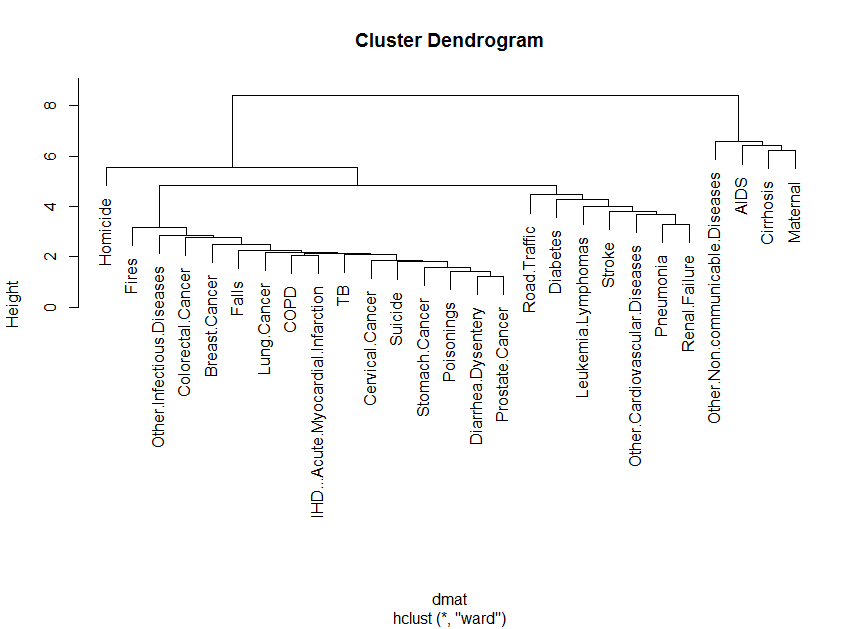 Cluster Dendrogram
Height
8
6
4
2
0
Homicide
Fires
Other.Infectious.Diseases
Colorectal.Cancer
Breast.Cancer
Falls
Lung.Cancer
COPD
IHD...Acute.Myocardial.Infarction
TB
Cervical.Cancer
Suicide
Stomach.Cancer
Poisonings
Diarrhea.Dysentery
Prostate.Cancer
Road.Traffic
Diabetes
Leukemia.Lymphomas
Stroke
Other.Cardiovascular.Diseases
Pneumonia
Renal.Failure
Other.Non.communicable.Diseases
AIDS
Cirrhosis
Maternal
dmat
hclust (*, "ward")